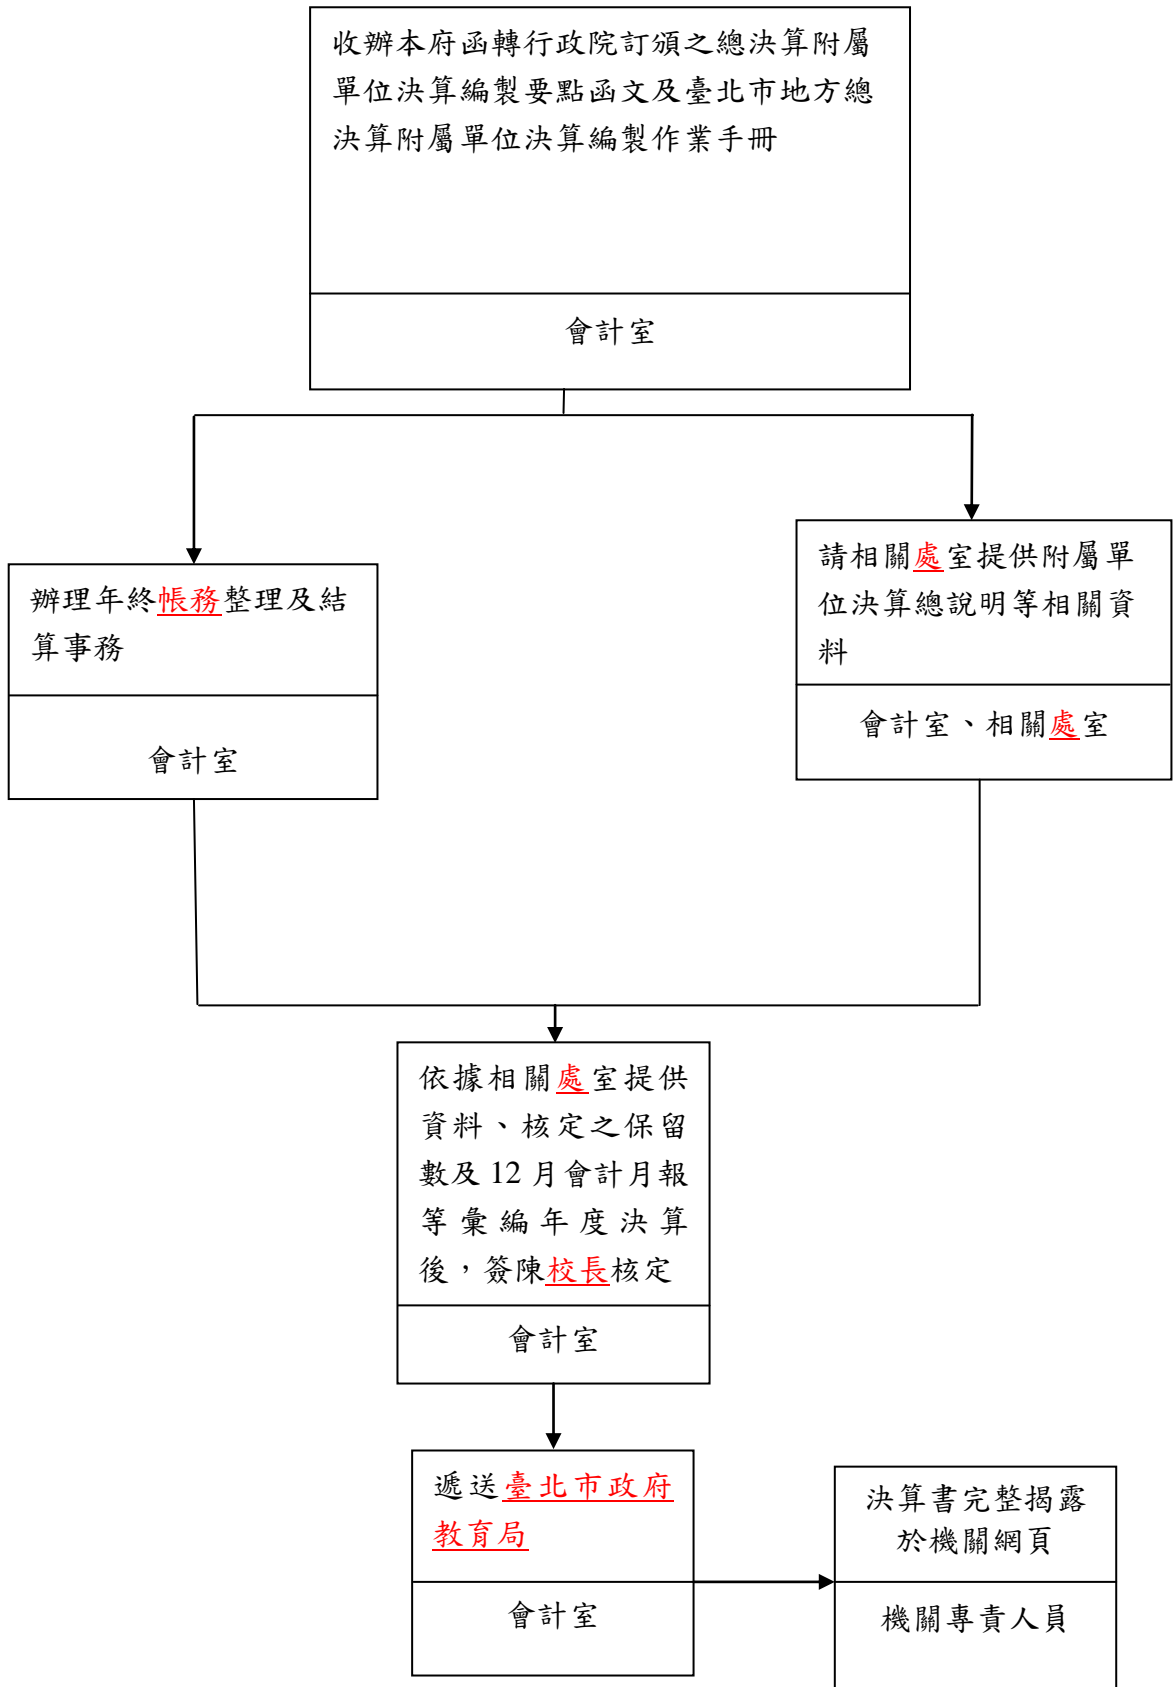 收辦本府函轉行政院訂頒之總決算附屬
單位決算編製要點函文及臺北市地方總
決算附屬單位決算編製作業手冊
會計室
辦理年終帳務整理及結
算事務
會計室
請相關處室提供附屬單
位決算總說明等相關資
料
會計室、相關處室
依據相關處室提供
資料、核定之保留
數及12月會計月報
等彙編年度決算
後，簽陳校長核定
會計室
遞送臺北市政府
教育局
會計室
決算書完整揭露
於機關網頁
機關專責人員